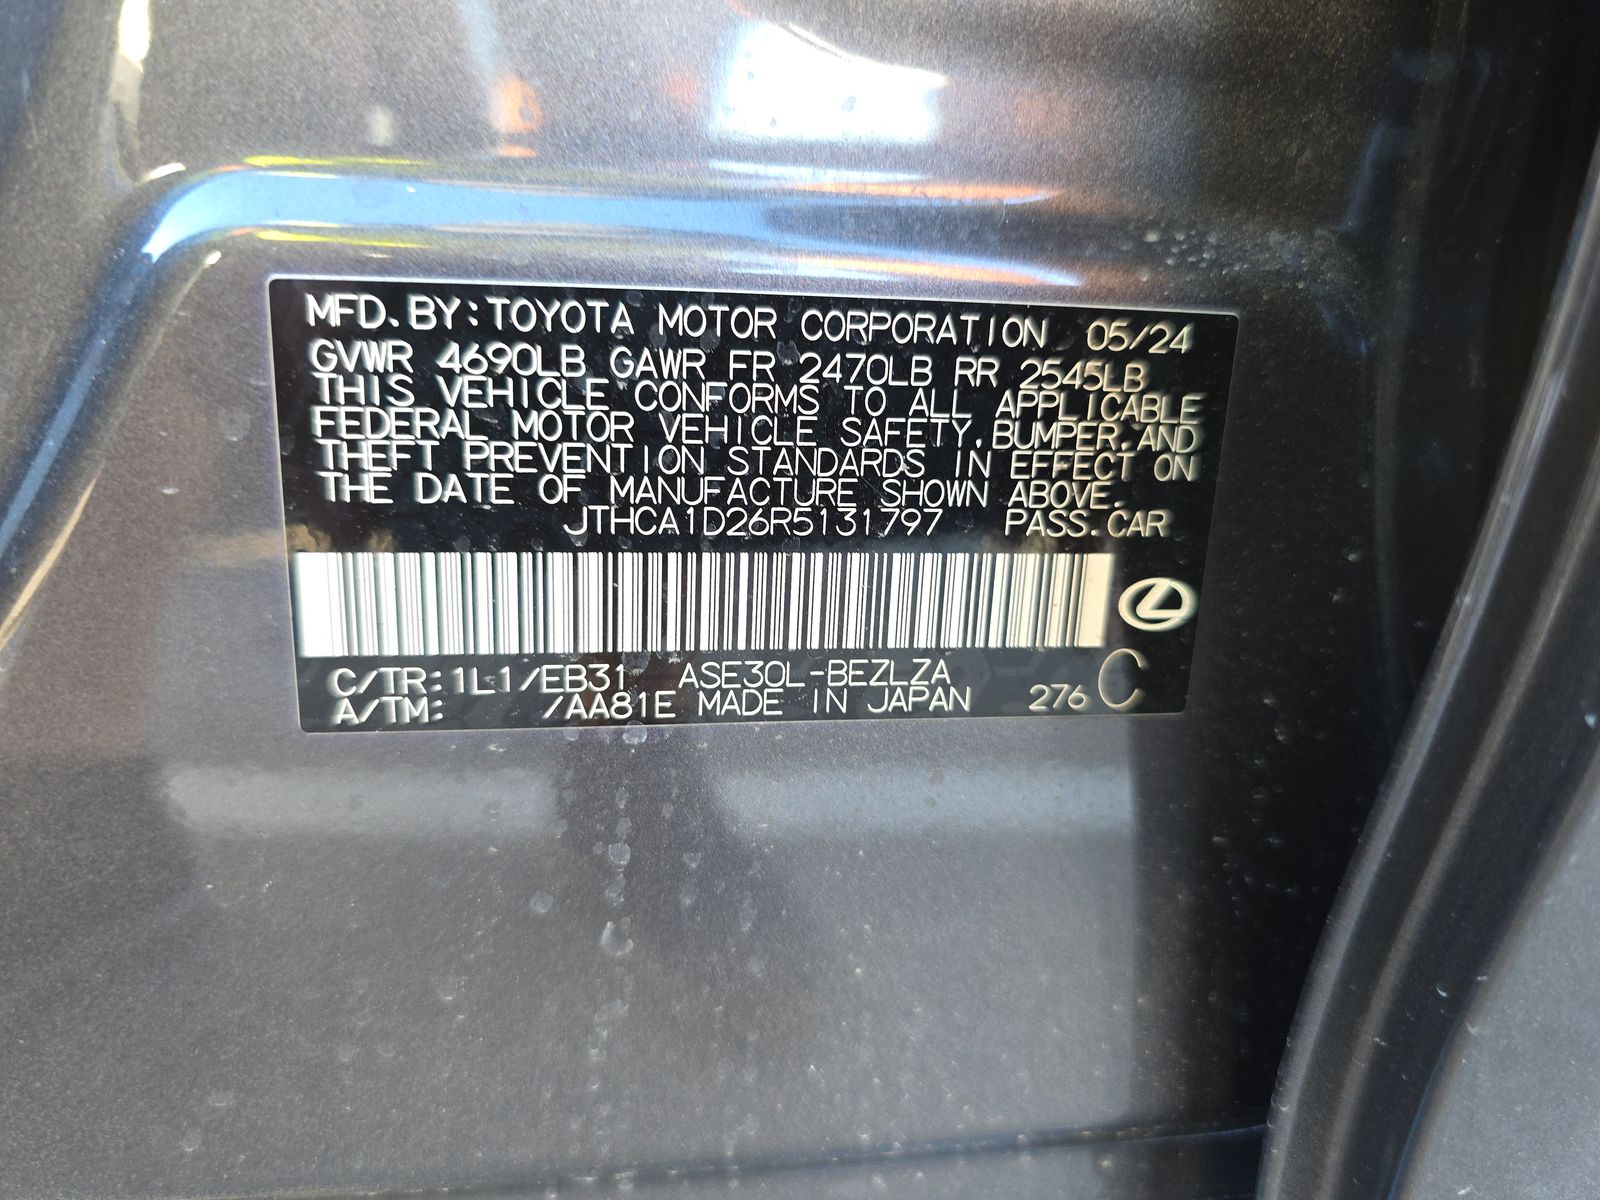 MFD. BY: TOYOTA MOTOR CORPORATION 05/24
GVWR 4690LB GAWR FR 2470LB RR 2545LB
THIS VEHICLE CONFORMS TO ALL APPLICABLE
FEDERAL MOTOR VEHICLE SAFETY, BUMPER, AND
THEFT PREVENTION STANDARDS IN EFFECT ON
THE DATE OF MANUFACTURE SHOWN ABOVE.
JTHCA1D26R5131797 PASS. CAR
C/TR: 1L1/EB31 ASE30L-BEZLZA
A/TM: /AA81E MADE IN JAPAN 276 C